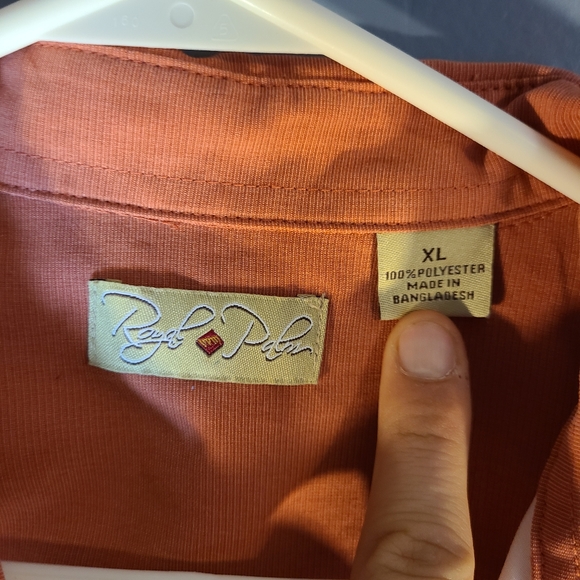 Royal Palm
XL
100% POLYESTER
MADE IN
BANGLADESH